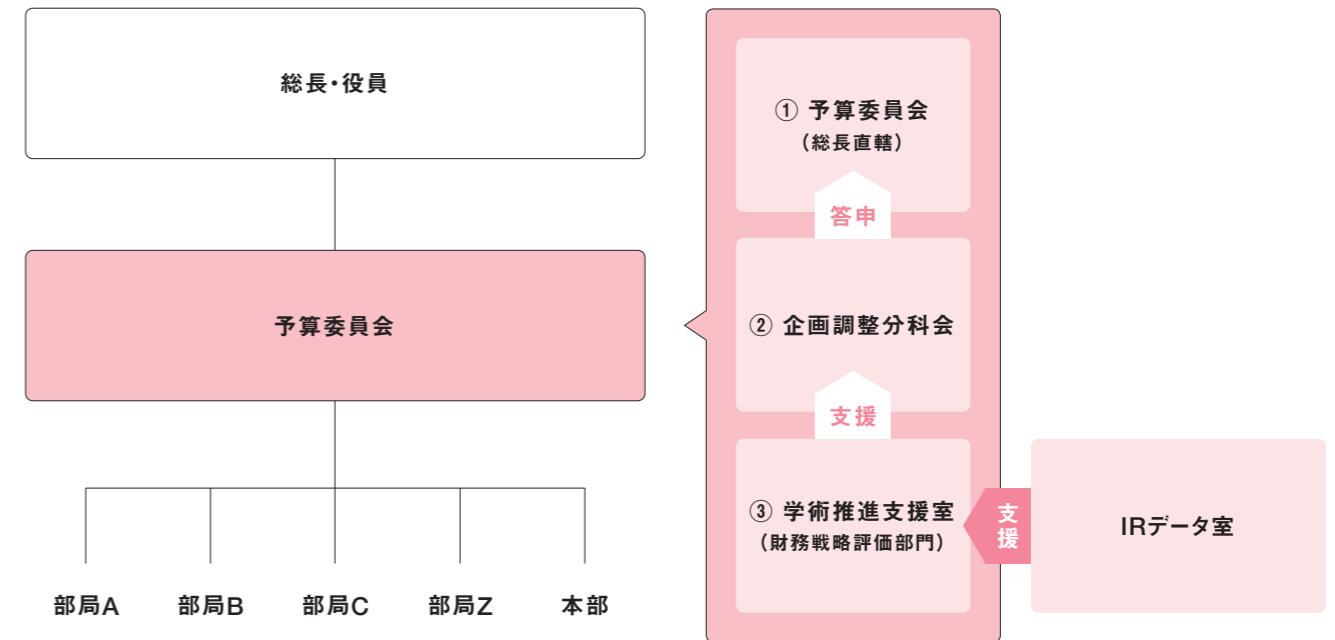 総長・役員
予算委員会
部局A
部局B
部局C
部局Z
本部
① 予算委員会
（総長直轄）
答申
② 企画調整分科会
支援
③ 学術推進支援室
（財務戦略評価部門）
支援
IRデータ室